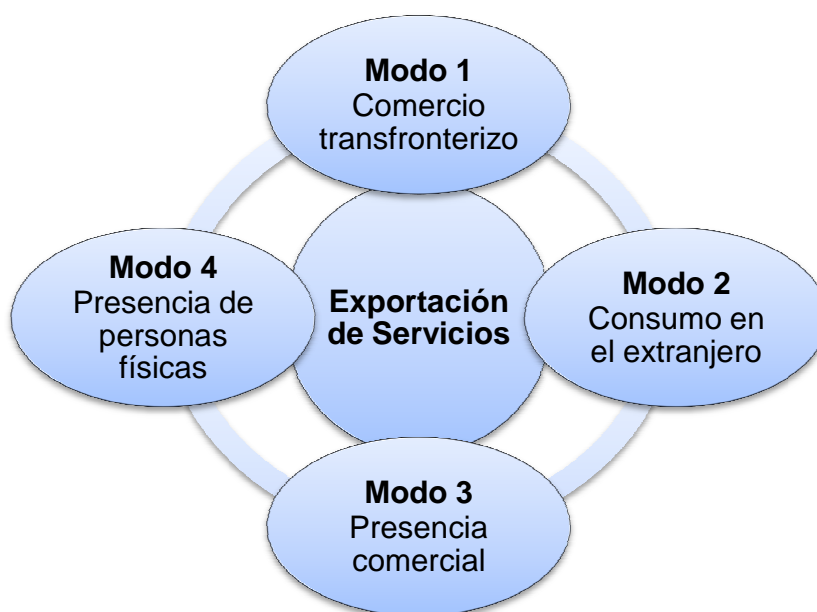 Modo 1
Comercio
transfronterizo
Modo 4
Presencia de
personas
físicas
Exportación
de Servicios
Modo 2
Consumo en
el extranjero
Modo 3
Presencia
comercial